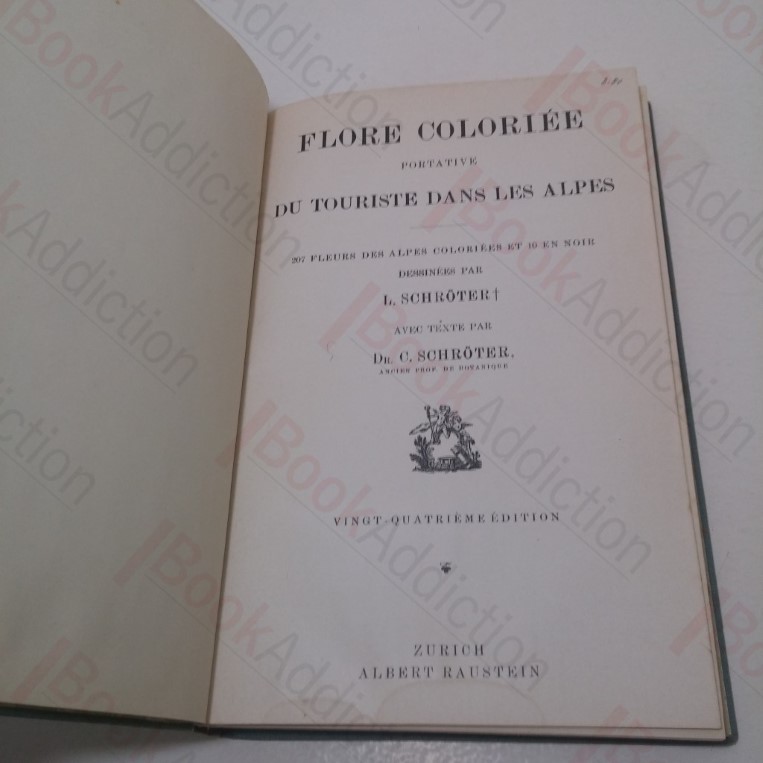 FLORE COLORIÉE
PORTATIVE
DU TOURISTE DANS LES ALPES
207 FLEURS DES ALPES COLORIÉES ET 10 EN NOIR
DESSINÉES PAR
L. SCHRÖTER†
AVEC TEXTE PAR
DR. C. SCHRÖTER.
ANCIEN PROF. DE BOTANIQUE
VINGT-QUATRIÈME ÉDITION
ZURICH
ALBERT RAUSTEIN
BookAddiction